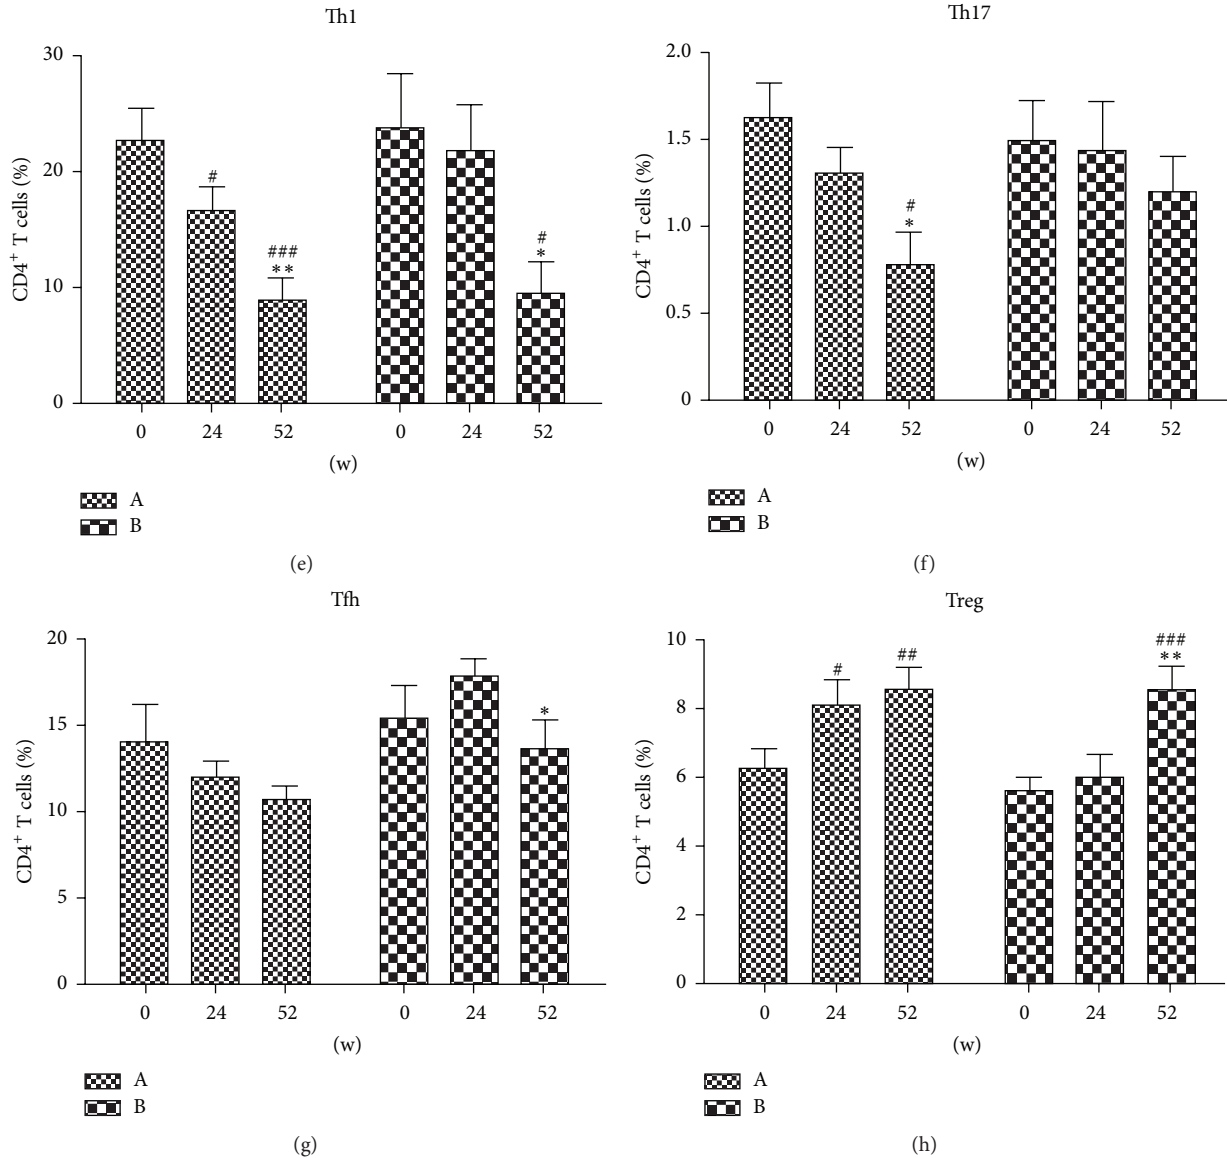 Th1
CD4+ T cells (%)
30
20
10
0
#
###
**
#
*
0 24 52 0 24 52
(w)
A
B
(e)
Th17
CD4+ T cells (%)
2.0
1.5
1.0
0.5
0
#
*
0 24 52 0 24 52
(w)
A
B
(f)
Tfh
CD4+ T cells (%)
20
15
10
5
0
*
0 24 52 0 24 52
(w)
A
B
(g)
Treg
CD4+ T cells (%)
10
8
6
4
2
0
#
##
###
**
0 24 52 0 24 52
(w)
A
B
(h)